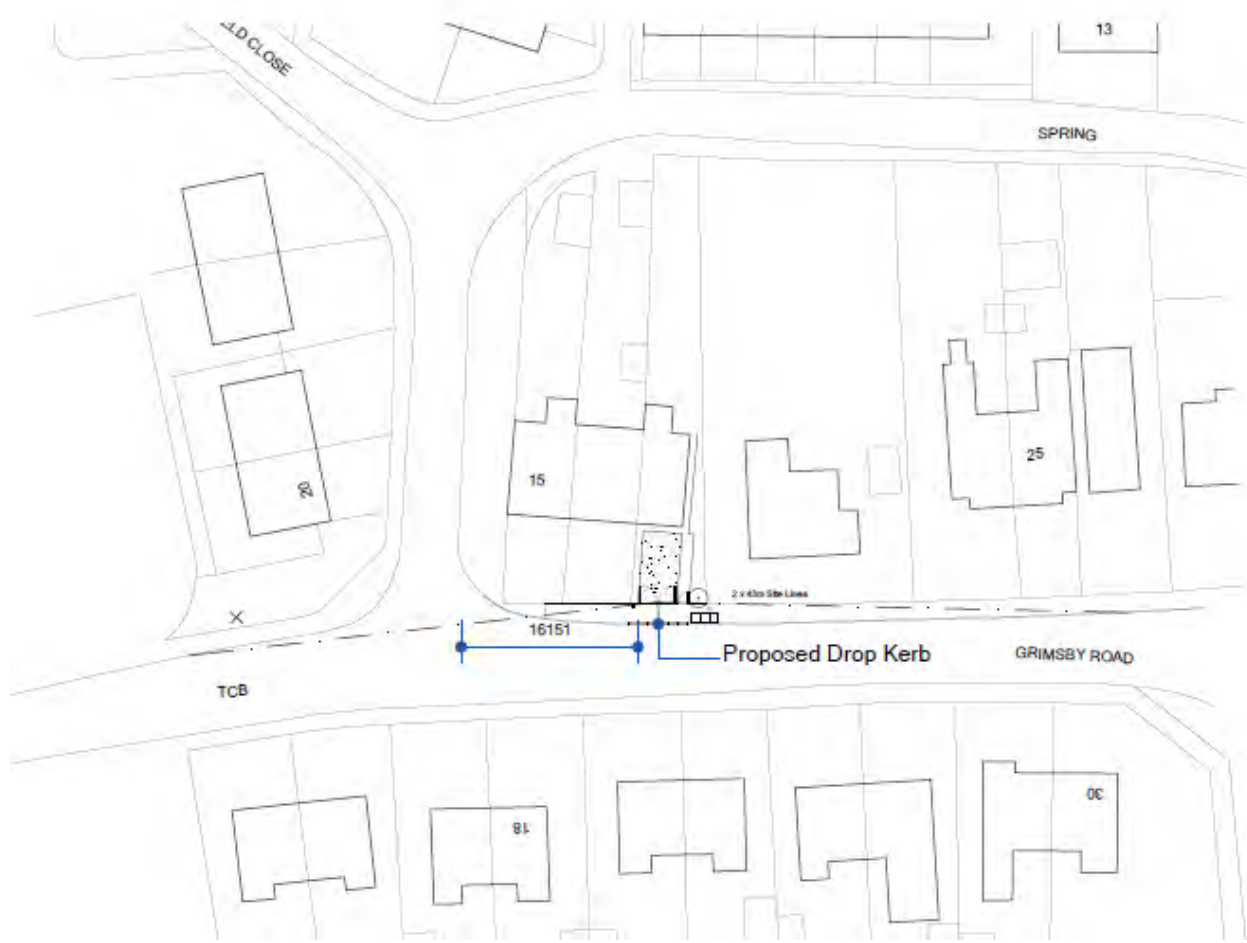 13
ELD CLOSE
SPRING
15
25
20
2 x 43m Site Lines
16151
Proposed Drop Kerb
GRIMSBY ROAD
TCB
18
30